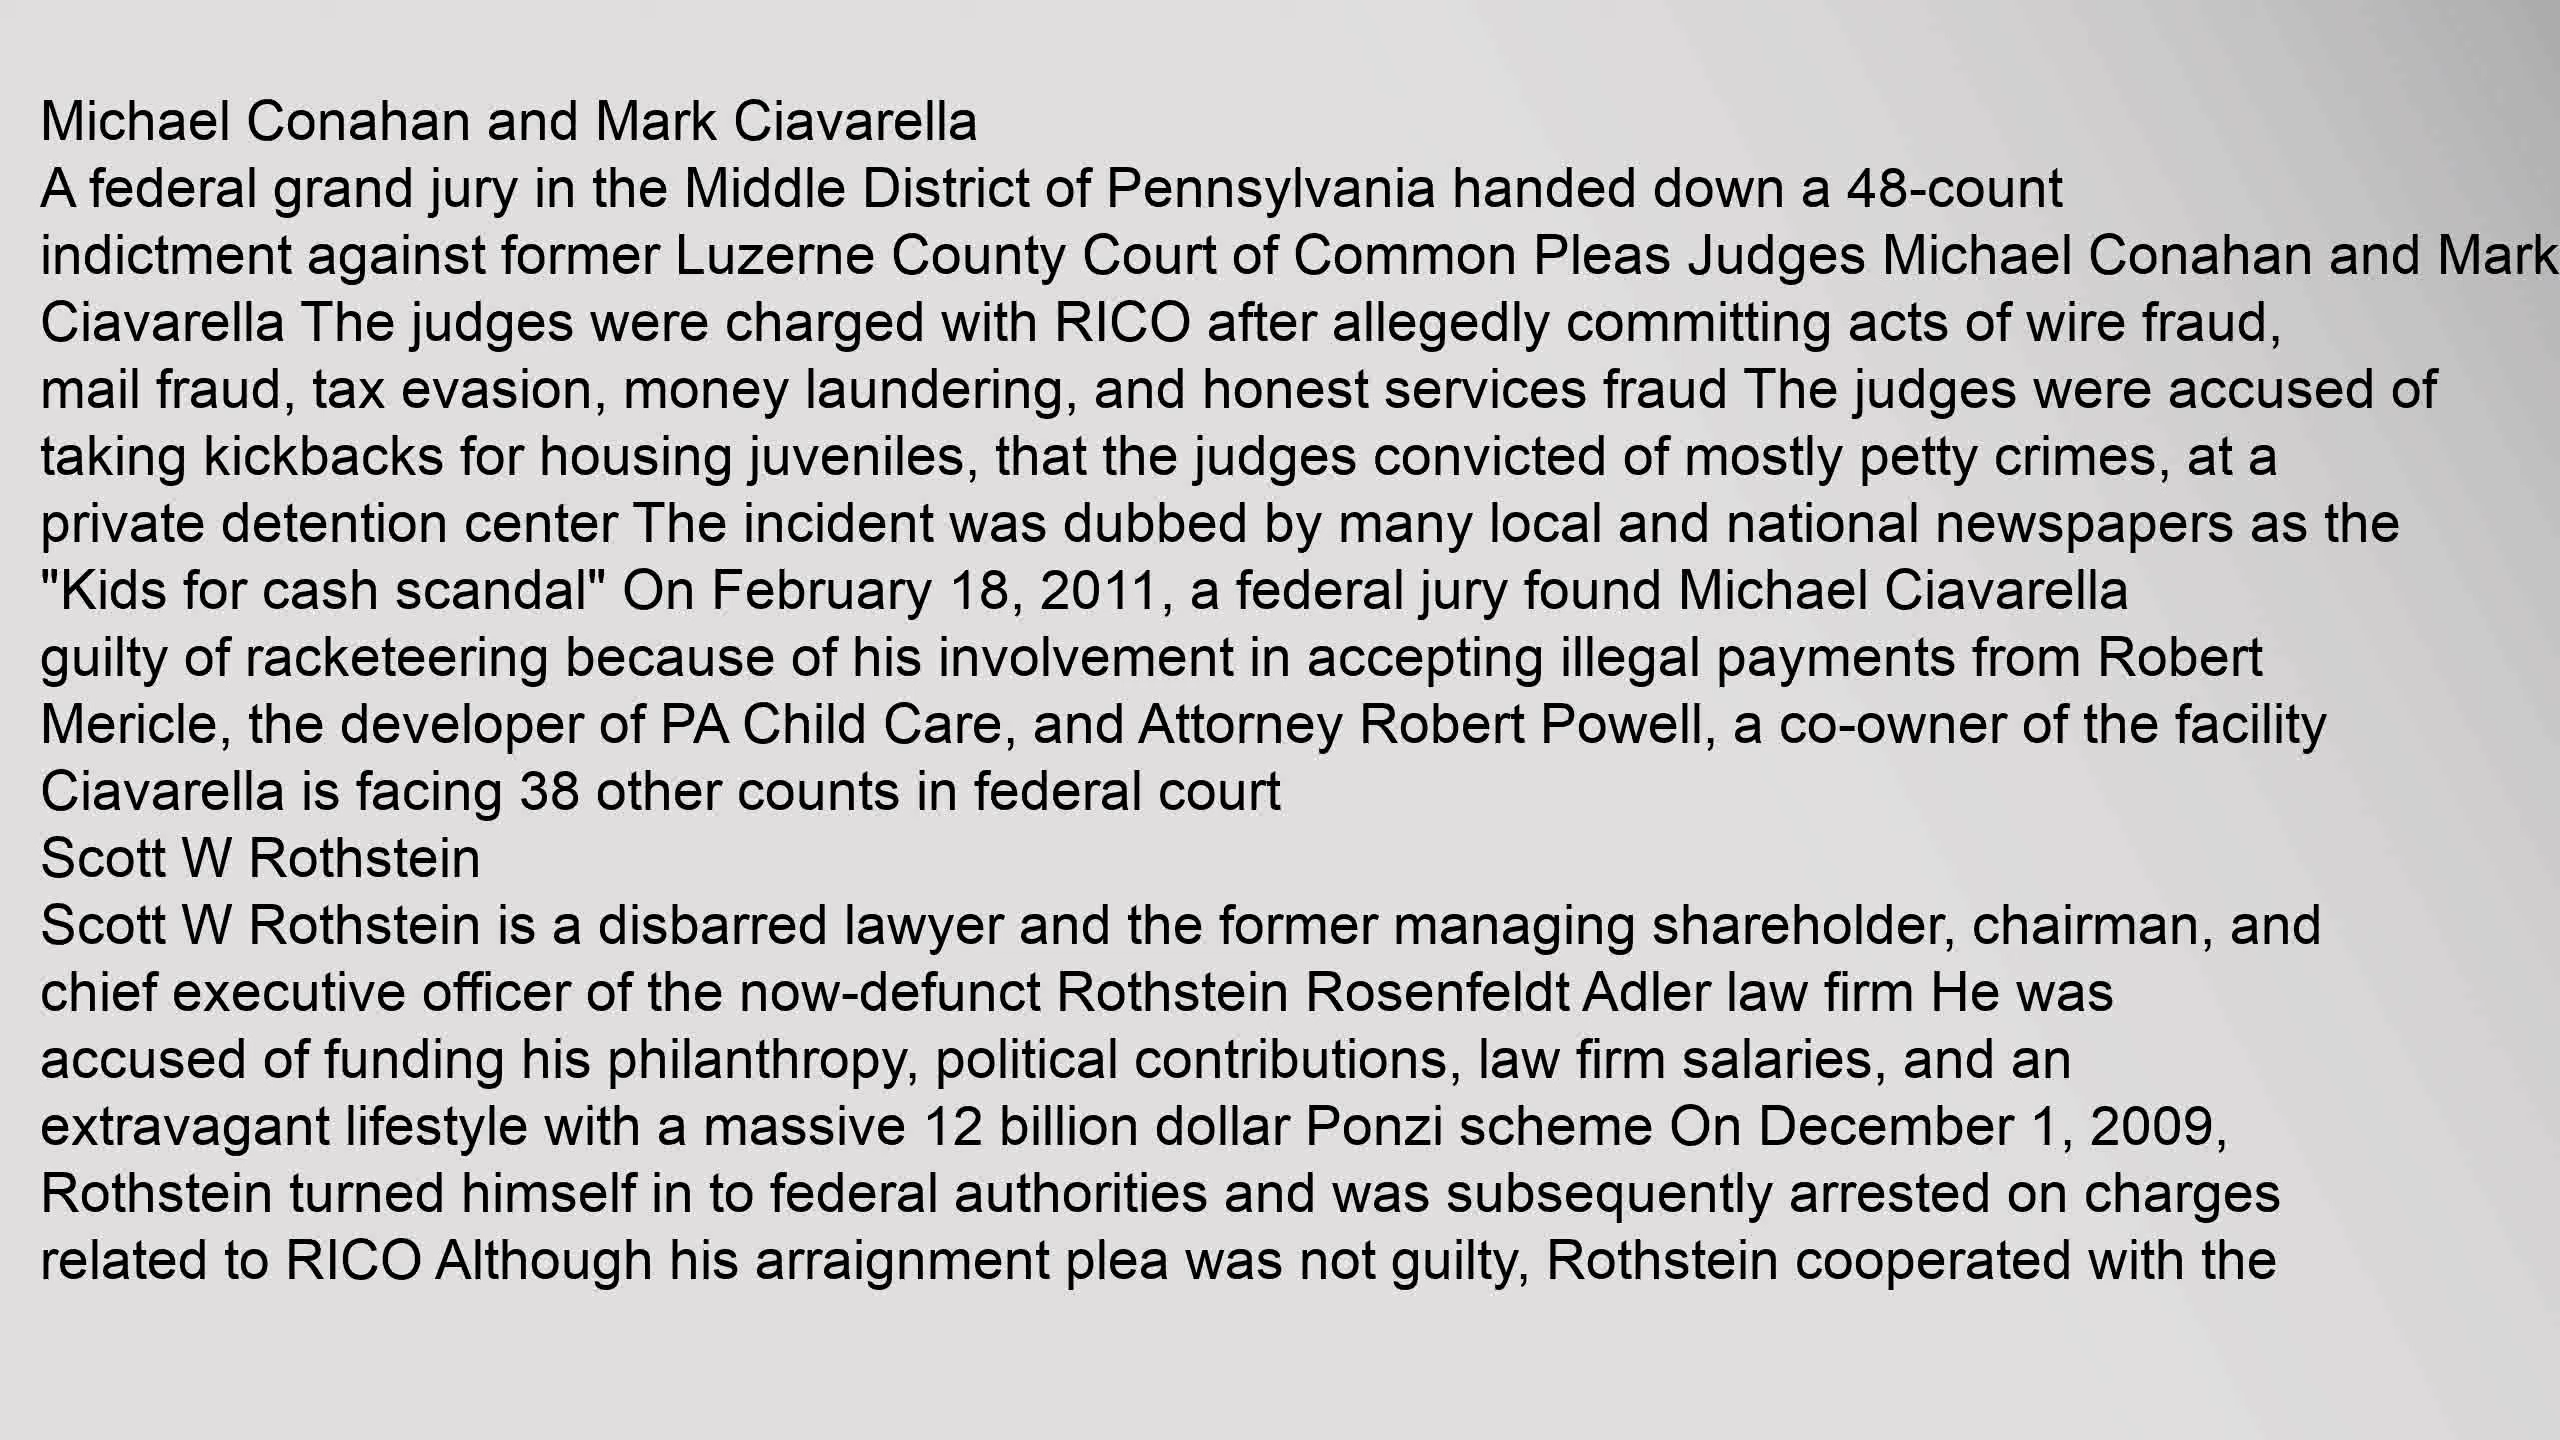 Michael Conahan and Mark Ciavarella
A federal grand jury in the Middle District of Pennsylvania handed down a 48-count
indictment against former Luzerne County Court of Common Pleas Judges Michael Conahan and Mark
Ciavarella The judges were charged with RICO after allegedly committing acts of wire fraud,
mail fraud, tax evasion, money laundering, and honest services fraud The judges were accused of
taking kickbacks for housing juveniles, that the judges convicted of mostly petty crimes, at a
private detention center The incident was dubbed by many local and national newspapers as the
"Kids for cash scandal" On February 18, 2011, a federal jury found Michael Ciavarella
guilty of racketeering because of his involvement in accepting illegal payments from Robert
Mericle, the developer of PA Child Care, and Attorney Robert Powell, a co-owner of the facility
Ciavarella is facing 38 other counts in federal court
Scott W Rothstein
Scott W Rothstein is a disbarred lawyer and the former managing shareholder, chairman, and
chief executive officer of the now-defunct Rothstein Rosenfeldt Adler law firm He was
accused of funding his philanthropy, political contributions, law firm salaries, and an
extravagant lifestyle with a massive 12 billion dollar Ponzi scheme On December 1, 2009,
Rothstein turned himself in to federal authorities and was subsequently arrested on charges
related to RICO Although his arraignment plea was not guilty, Rothstein cooperated with the